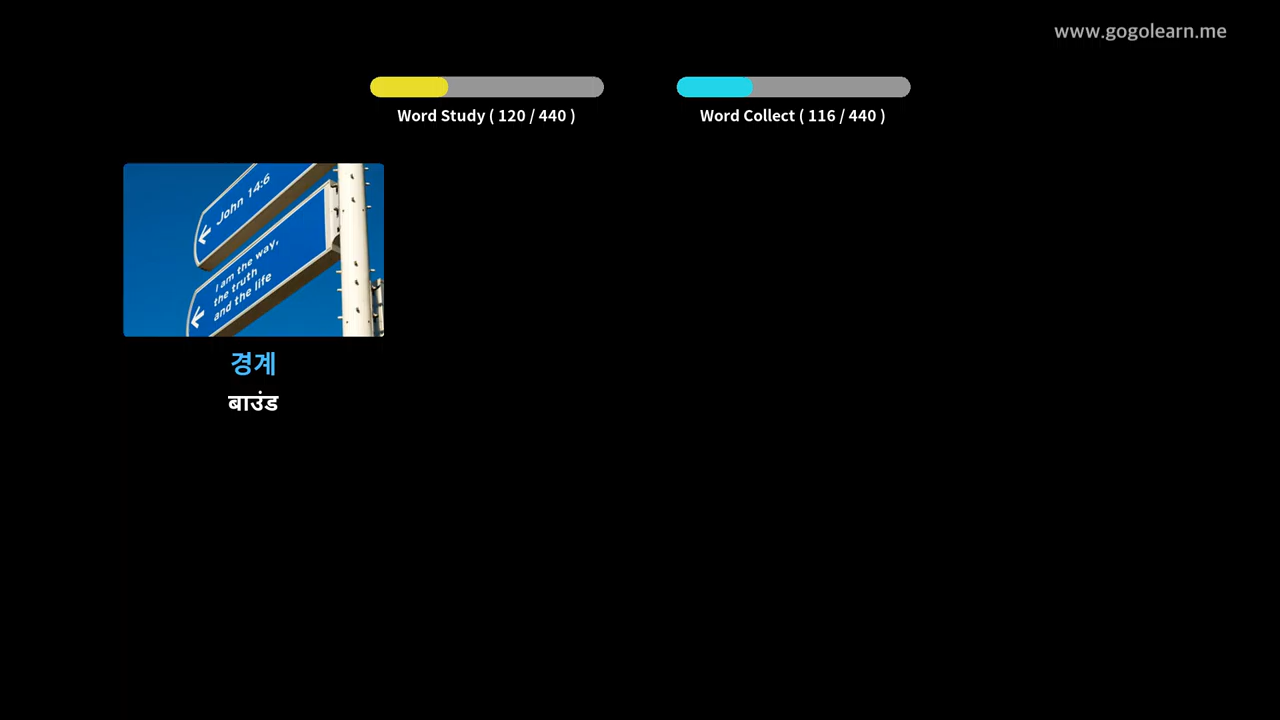 www.gogolearn.me
Word Study ( 120 / 440 )
Word Collect ( 116 / 440 )
John 14:6
I am the way,
the truth
and the life
경계
बाउंड